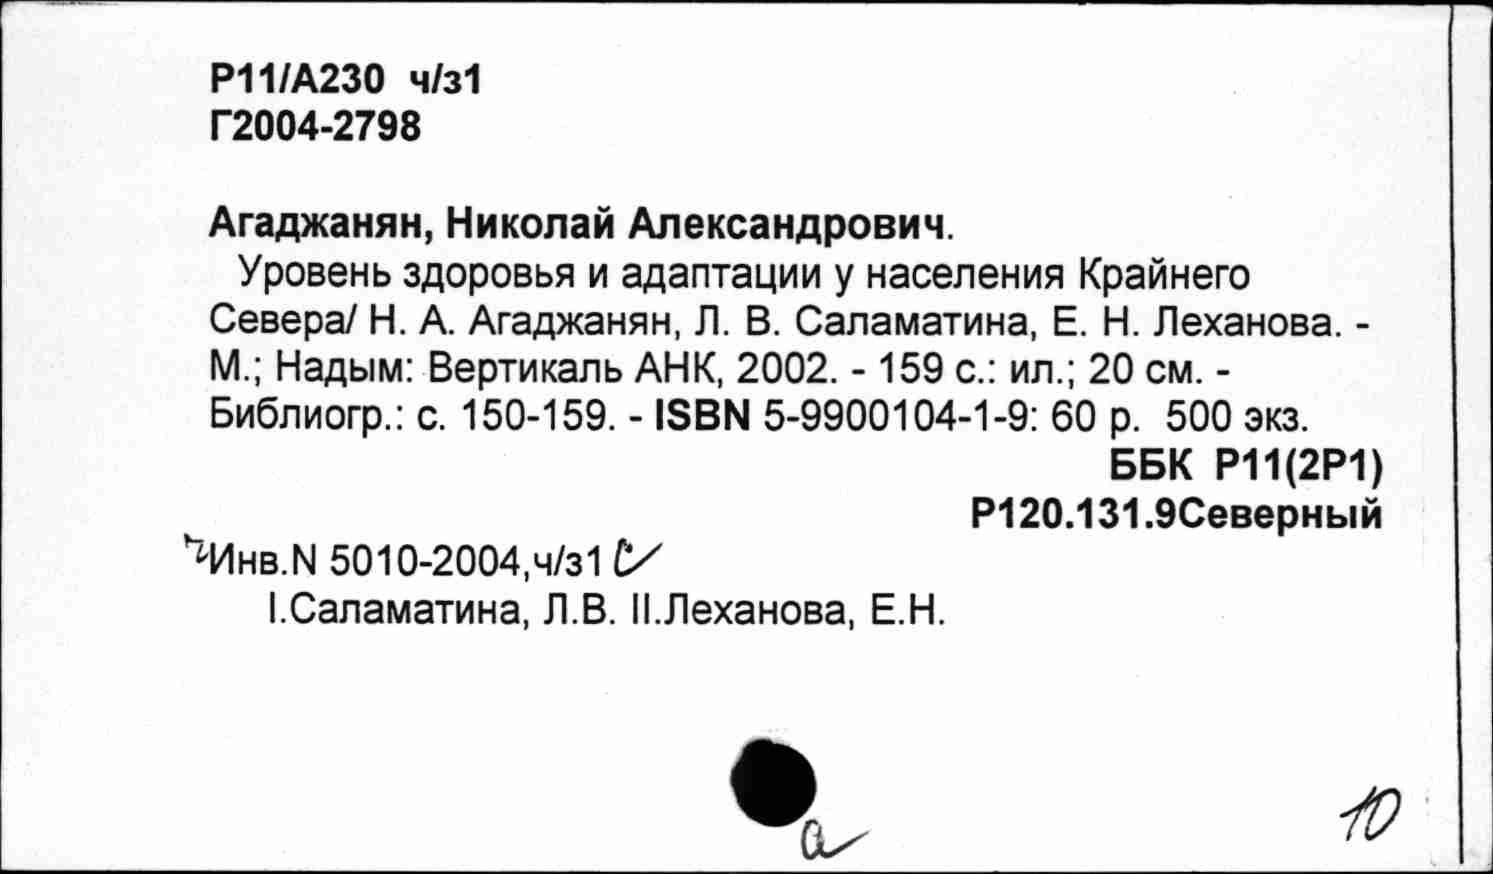 Р11/А230 ч/з1
Г2004-2798
Агаджанян, Николай Александрович.
Уровень здоровья и адаптации у населения Крайнего
Севера/ Н. А. Агаджанян, Л. В. Саламатина, Е. Н. Леханова. -
М.; Надым: Вертикаль АНК, 2002. - 159 с.: ил.; 20 см. -
Библиогр.: с. 150-159. - ISBN 5-9900104-1-9: 60 р. 500 экз.
ББК Р11(2Р1)
Р120.131.9Северный
Инв.N 5010-2004,ч/з1
I.Саламатина, Л.В. II.Леханова, Е.Н.
а
10